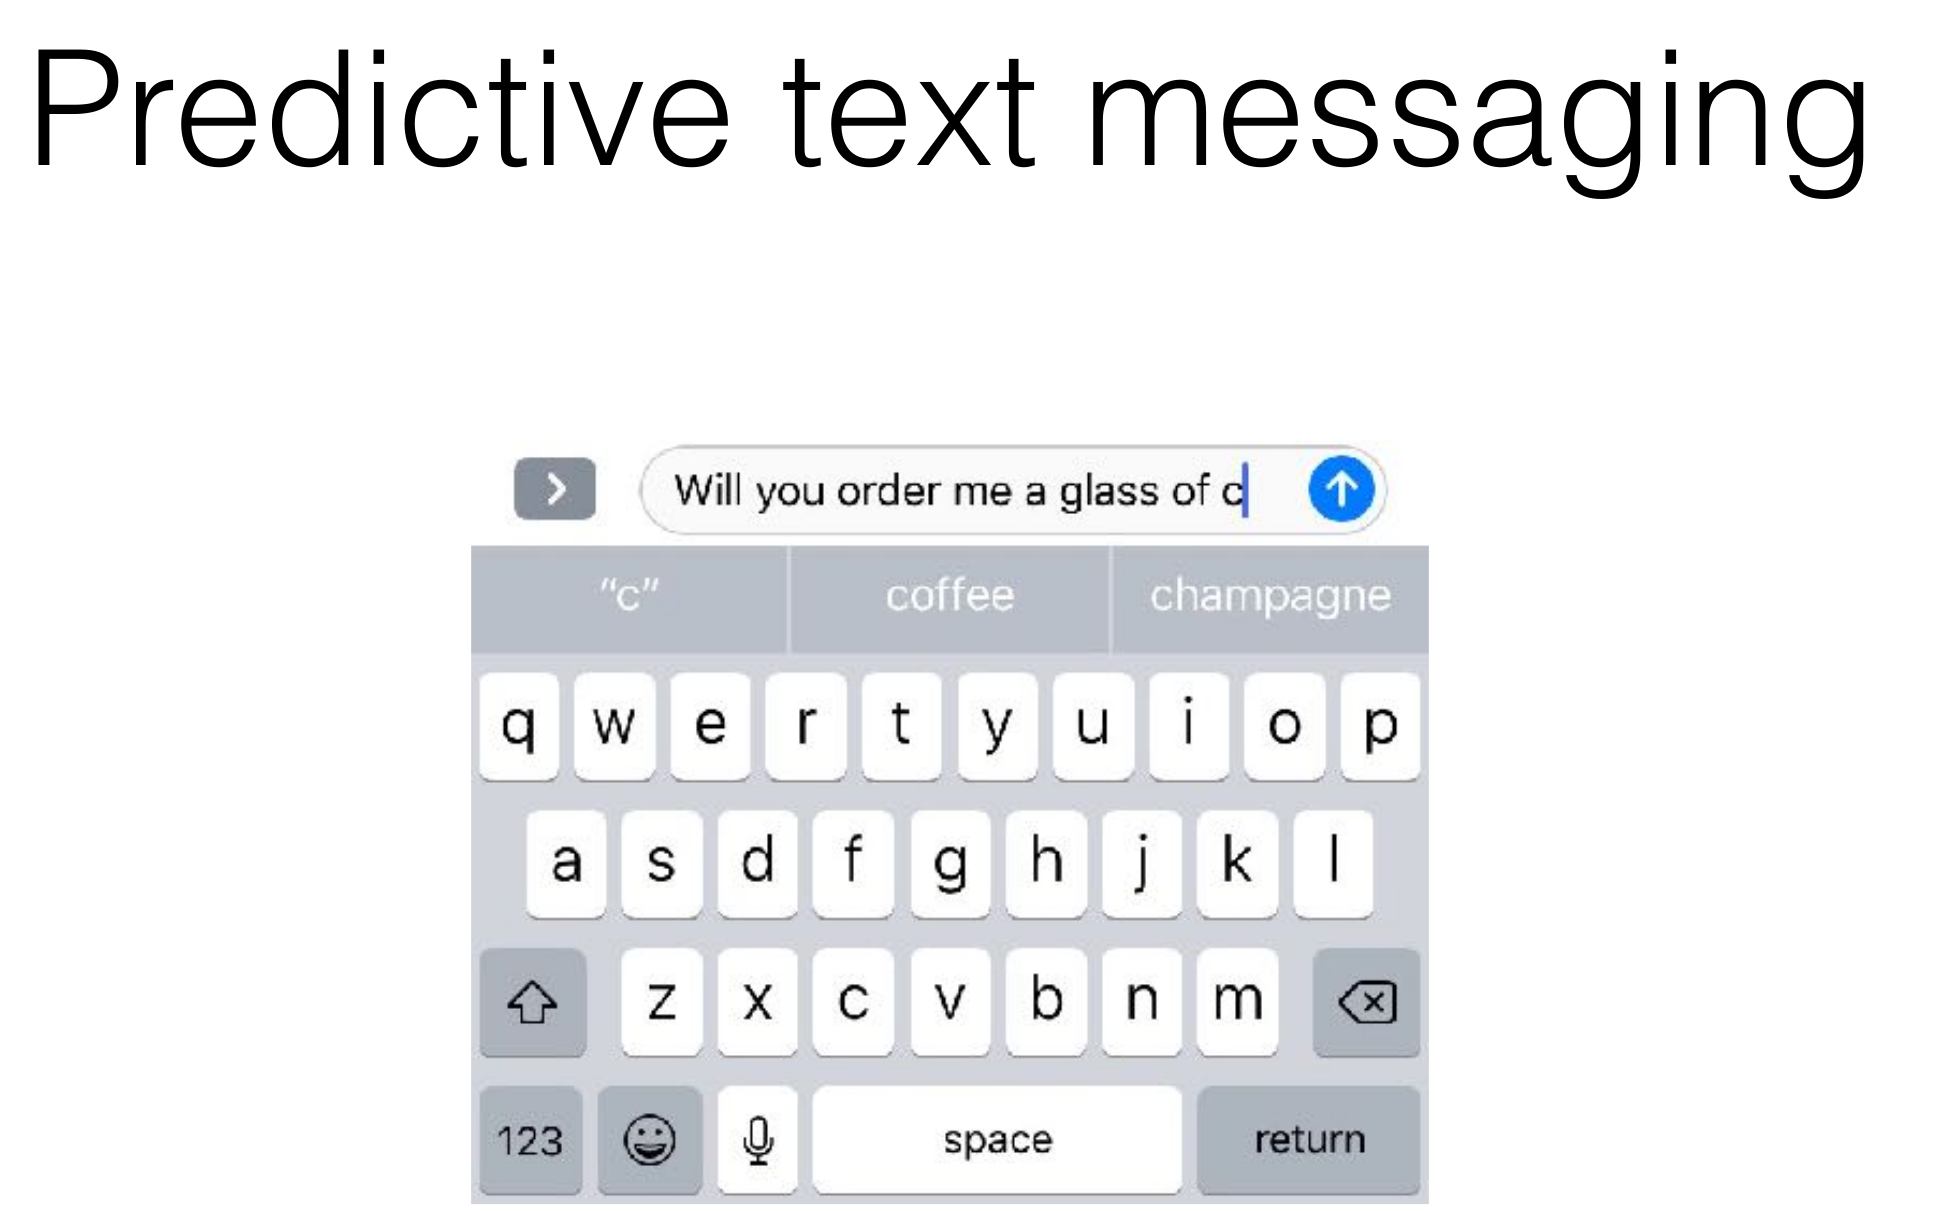 Predictive text messaging
Will you order me a glass of c
"c" coffee champagne
q w e r t y u i o p
a s d f g h j k l
z x c v b n m
123 space return